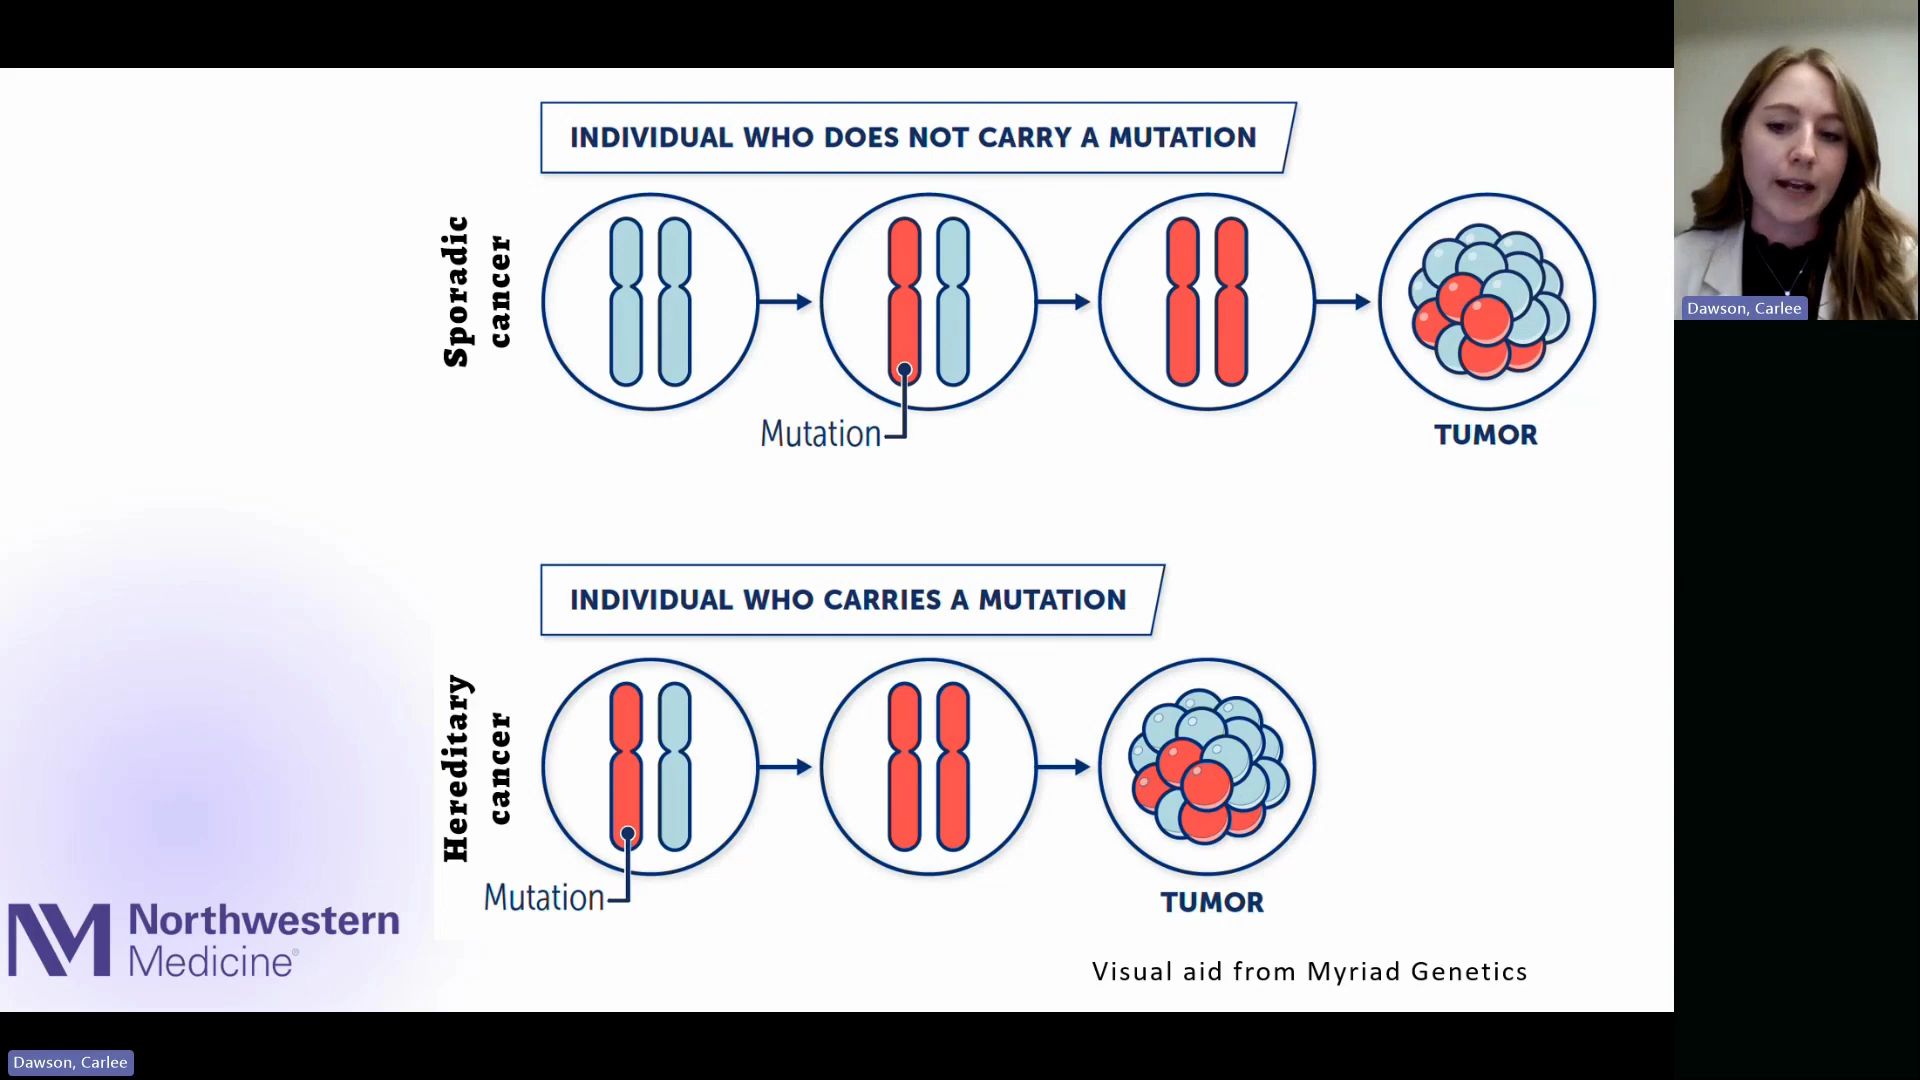 INDIVIDUAL WHO DOES NOT CARRY A MUTATION
Sporadic
cancer
Mutation
TUMOR
INDIVIDUAL WHO CARRIES A MUTATION
Hereditary
cancer
Mutation
TUMOR
Northwestern
Medicine®
Visual aid from Myriad Genetics
Dawson, Carlee
Dawson, Carlee